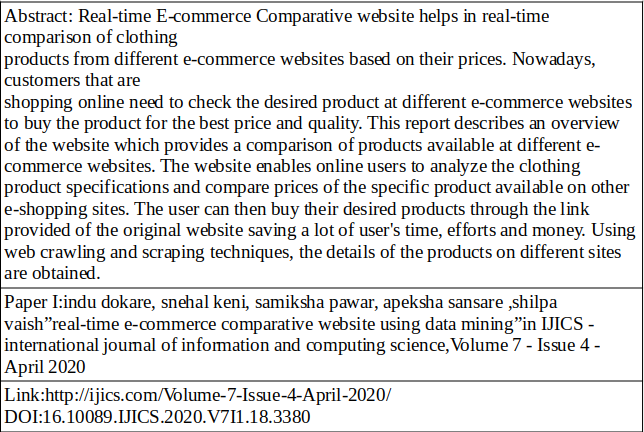 Abstract: Real-time E-commerce Comparative website helps in real-time
comparison of clothing
products from different e-commerce websites based on their prices. Nowadays,
customers that are
shopping online need to check the desired product at different e-commerce websites
to buy the product for the best price and quality. This report describes an overview
of the website which provides a comparison of products available at different e-
commerce websites. The website enables online users to analyze the clothing
product specifications and compare prices of the specific product available on other
e-shopping sites. The user can then buy their desired products through the link
provided of the original website saving a lot of user's time, efforts and money. Using
web crawling and scraping techniques, the details of the products on different sites
are obtained.
Paper I:indu dokare, snehal keni, samiksha pawar, apeksha sansare ,shilpa
vaish”real-time e-commerce comparative website using data mining”in IJICS -
international journal of information and computing science,Volume 7 - Issue 4 -
April 2020
Link:http://ijics.com/Volume-7-Issue-4-April-2020/
DOI:16.10089.IJICS.2020.V7I1.18.3380